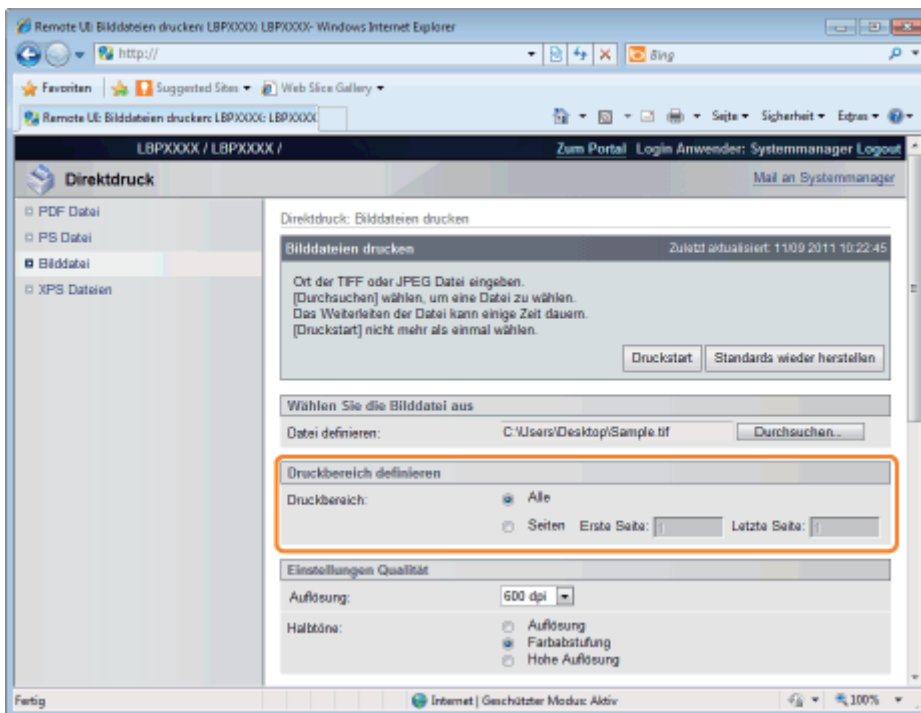 Remote UI: Bilddateien drucken: LBPXXXX: LBPXXXX- Windows Internet Explorer
http://
Bing
Favoriten Suggested Sites Web Slice Gallery
Remote UI: Bilddateien drucken: LBPXXXX: LBPXXXX
Seite Sicherheit Extras
LBPXXXX / LBPXXXX /
Zum Portal Login Anwender: Systemmanager Logout
Direktdruck
Mail an Systemmanager
PDF Datei
PS Datei
Bilddatei
XPS Dateien
Direktdruck: Bilddateien drucken
Bilddateien drucken
Zuletzt aktualisiert: 11/09 2011 10:22:45
Ort der TIFF oder JPEG Datei eingeben.
[Durchsuchen] wählen, um eine Datei zu wählen.
Das Weiterleiten der Datei kann einige Zeit dauern.
[Druckstart] nicht mehr als einmal wählen.
Druckstart
Standards wieder herstellen
Wählen Sie die Bilddatei aus
Datei definieren: C:\Users\Desktop\Sample.tif Durchsuchen...
Druckbereich definieren
Druckbereich: Alle
Seiten Erste Seite: 1 Letzte Seite: 1
Einstellungen Qualität
Auflösung: 600 dpi
Halbtöne: Auflösung
Farbabstufung
Hohe Auflösung
Fertig
Internet | Geschützter Modus: Aktiv
100%